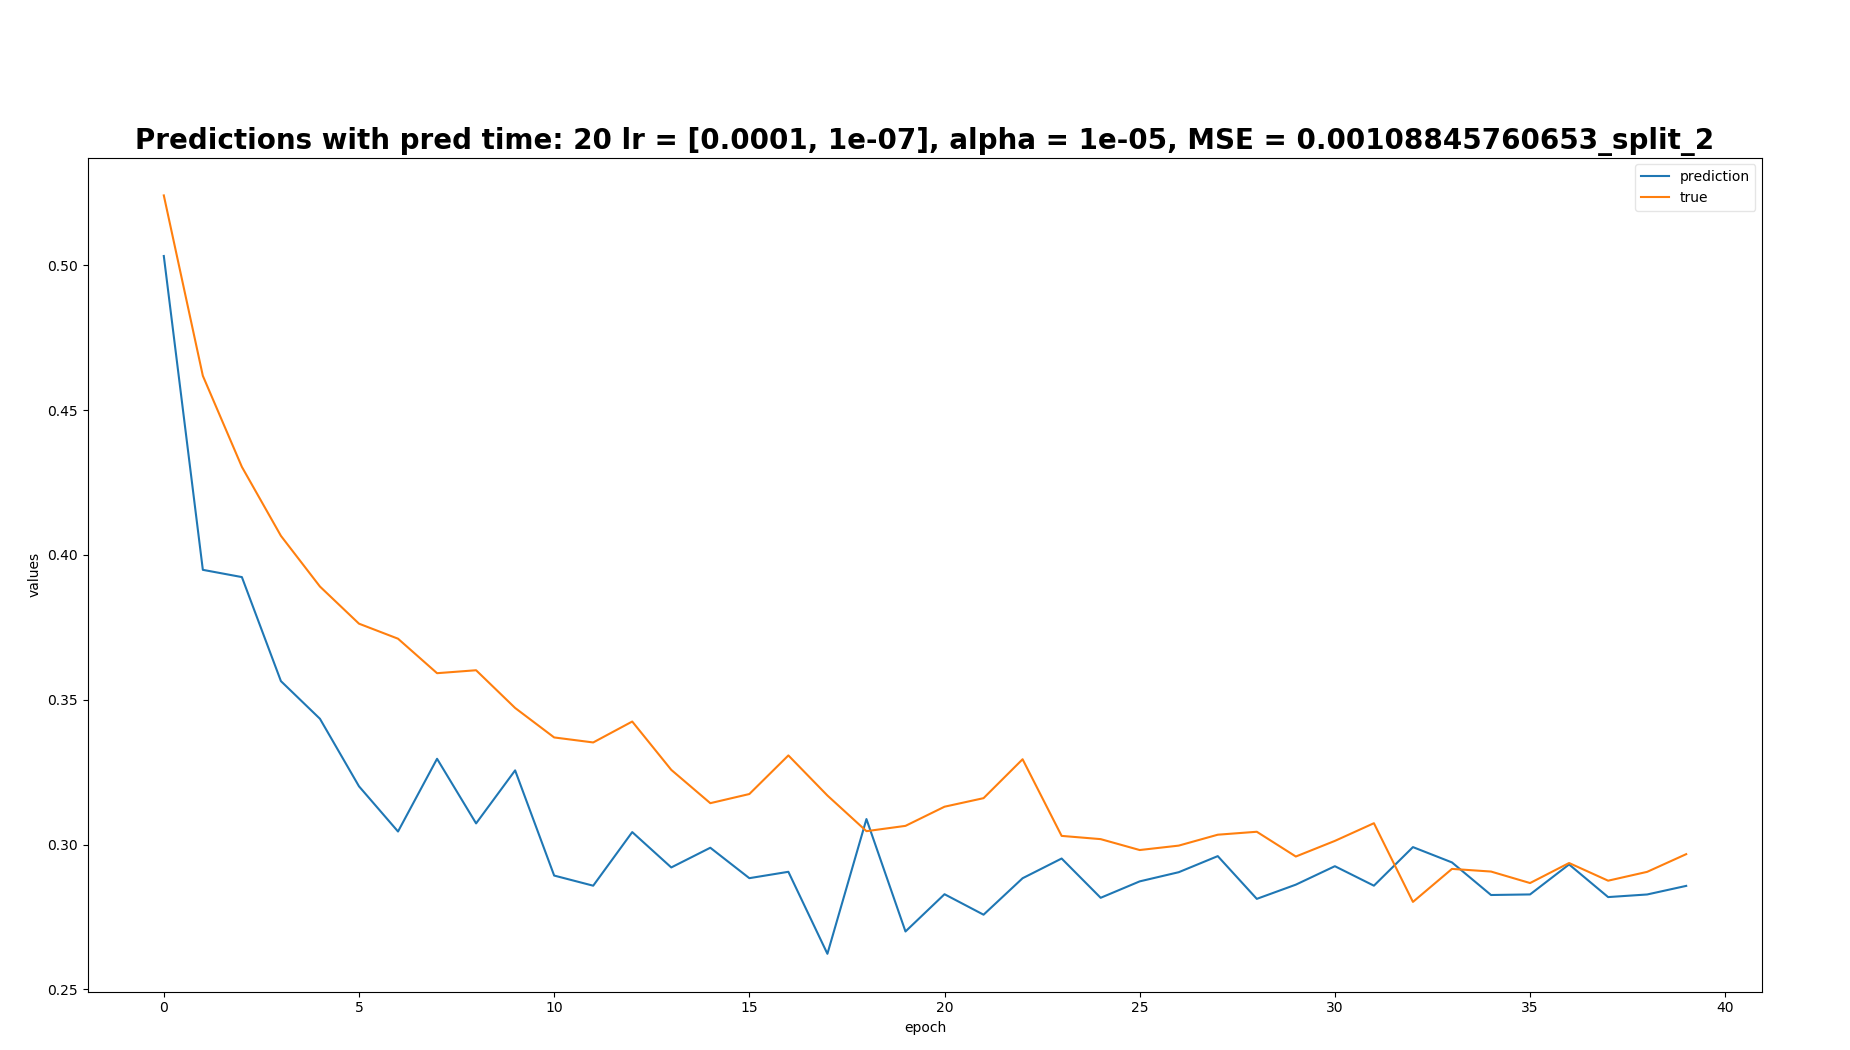 Predictions with pred time: 20 lr = [0.0001, 1e-07], alpha = 1e-05, MSE = 0.00108845760653_split_2
prediction
true
values
0.50
0.45
0.40
0.35
0.30
0.25
0 5 10 15 20 25 30 35 40
epoch